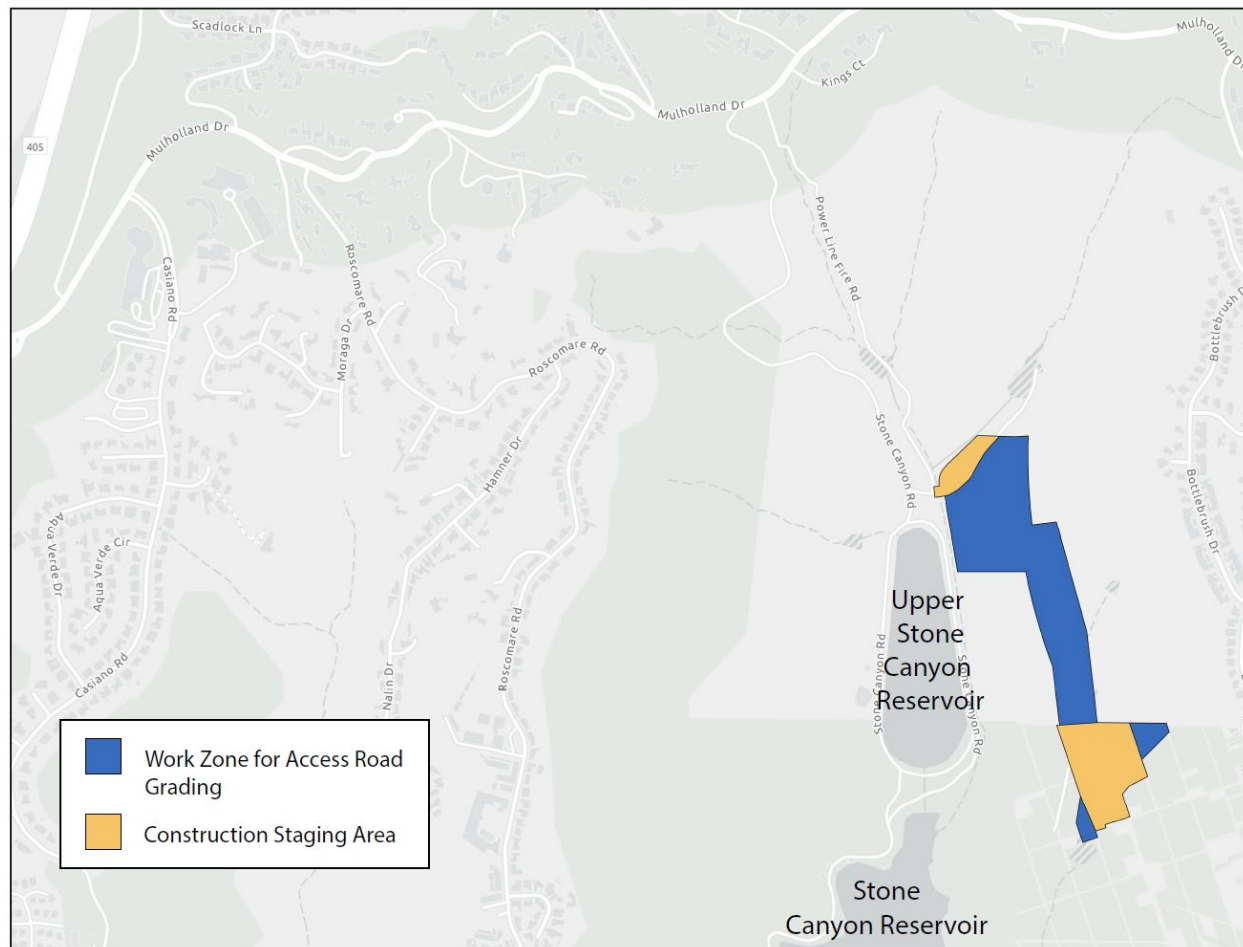 Scadlock Ln
Mulholland Dr
Kings Ct
Mulholland Dr
405
Mulholland Dr
Power Line Fire Rd
Casiano Rd
Roscomare Rd
Moraga Dr
Roscomare Rd
Bottlebrush D
Stone Canyon Rd
Hamner Dr
Bottlebrush Dr
Aqua Verde Dr
Aqua Verde Cir
Upper
Stone
Canyon
Reservoir
Stone Canyon Rd
Stone Canyon Rd
Roscomare Rd
Casiano Rd
Nalin Dr
Work Zone for Access Road
Grading
Construction Staging Area
Stone
Canyon Reservoir